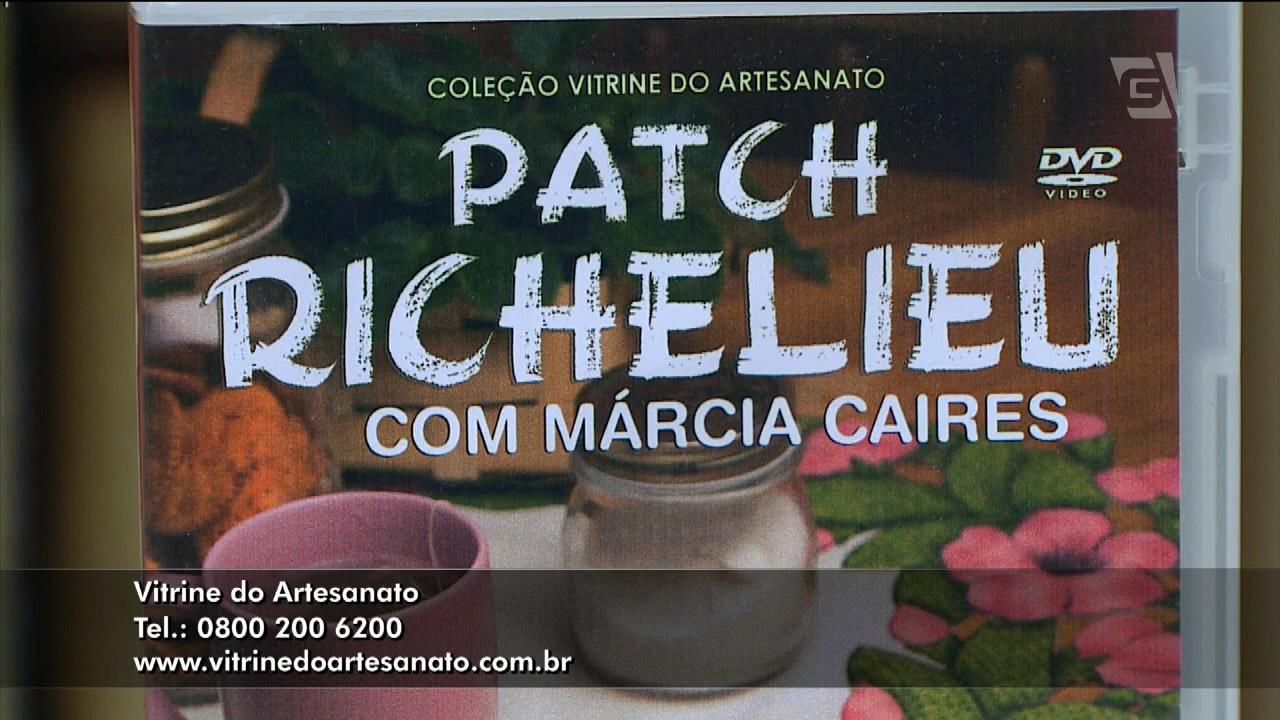 COLEÇÃO VITRINE DO ARTESANATO
PATCH
DVD
VIDEO
RICHELIEU
COM MÁRCIA CAIRES
Vitrine do Artesanato
Tel.: 0800 200 6200
www.vitrinedoartesanato.com.br